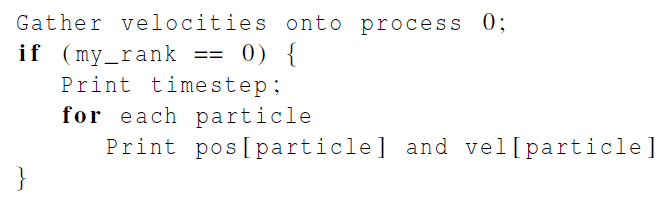 Gather velocities onto process 0;
if (my_rank == 0) {
   Print timestep;
   for each particle
      Print pos[particle] and vel[particle]
}